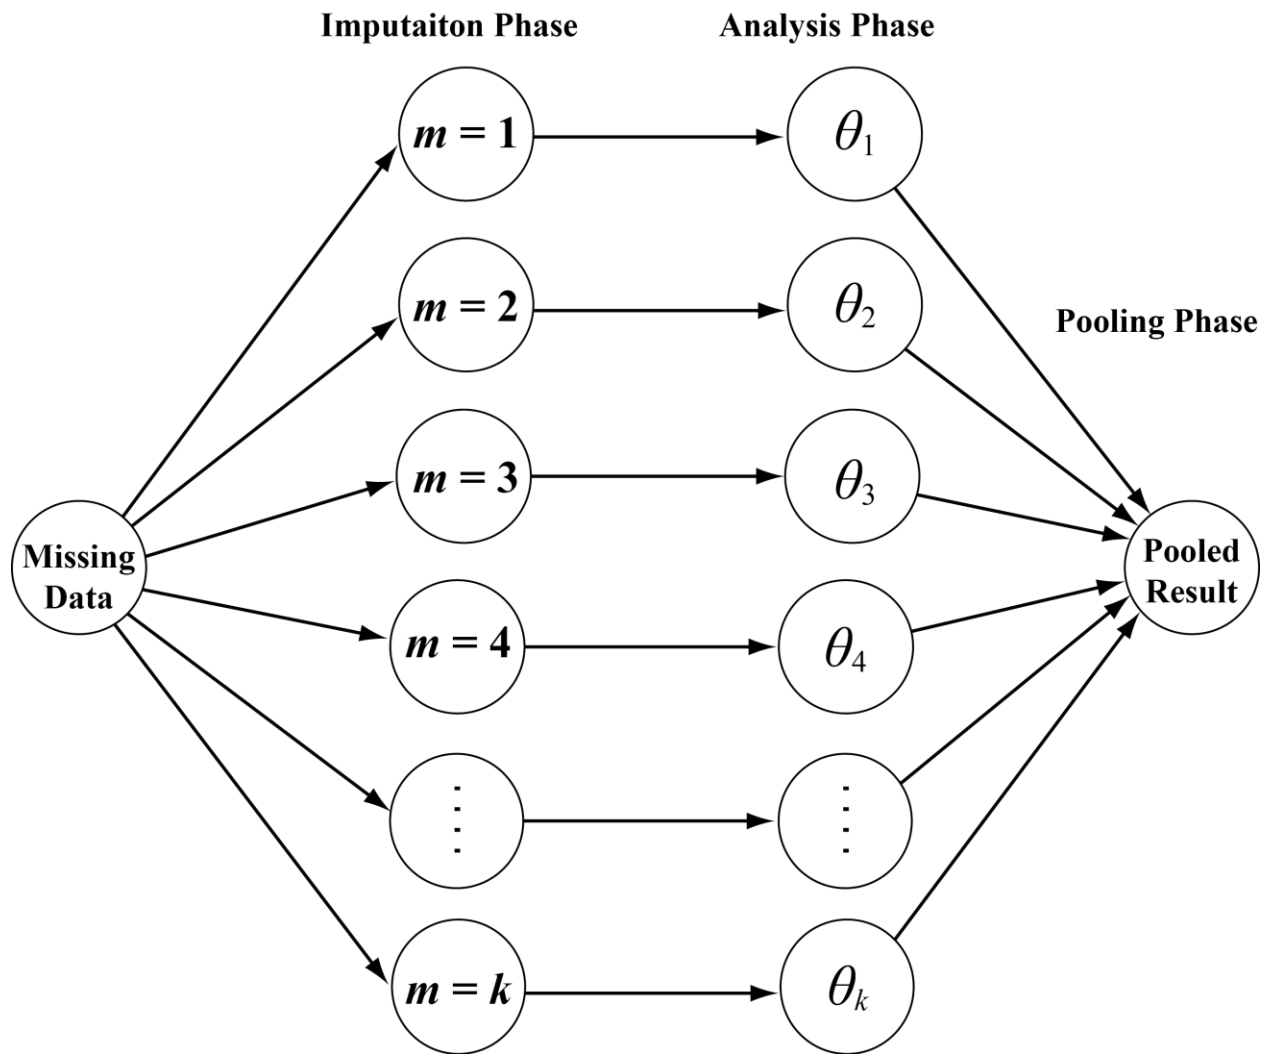 Imputaiton Phase
Analysis Phase
m = 1
θ1
m = 2
θ2
Pooling Phase
m = 3
θ3
Missing
Data
Pooled
Result
m = 4
θ4
m = k
θk